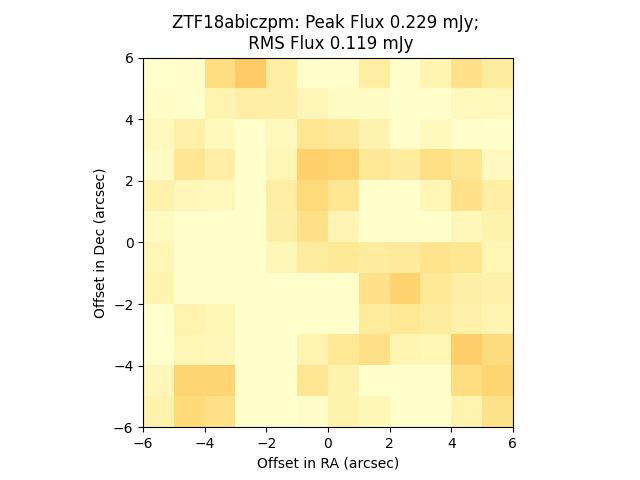 ZTF18abiczpm: Peak Flux 0.229 mJy;
RMS Flux 0.119 mJy
6
4
2
0
−2
−4
−6
Offset in Dec (arcsec)
−6 −4 −2 0 2 4 6
Offset in RA (arcsec)